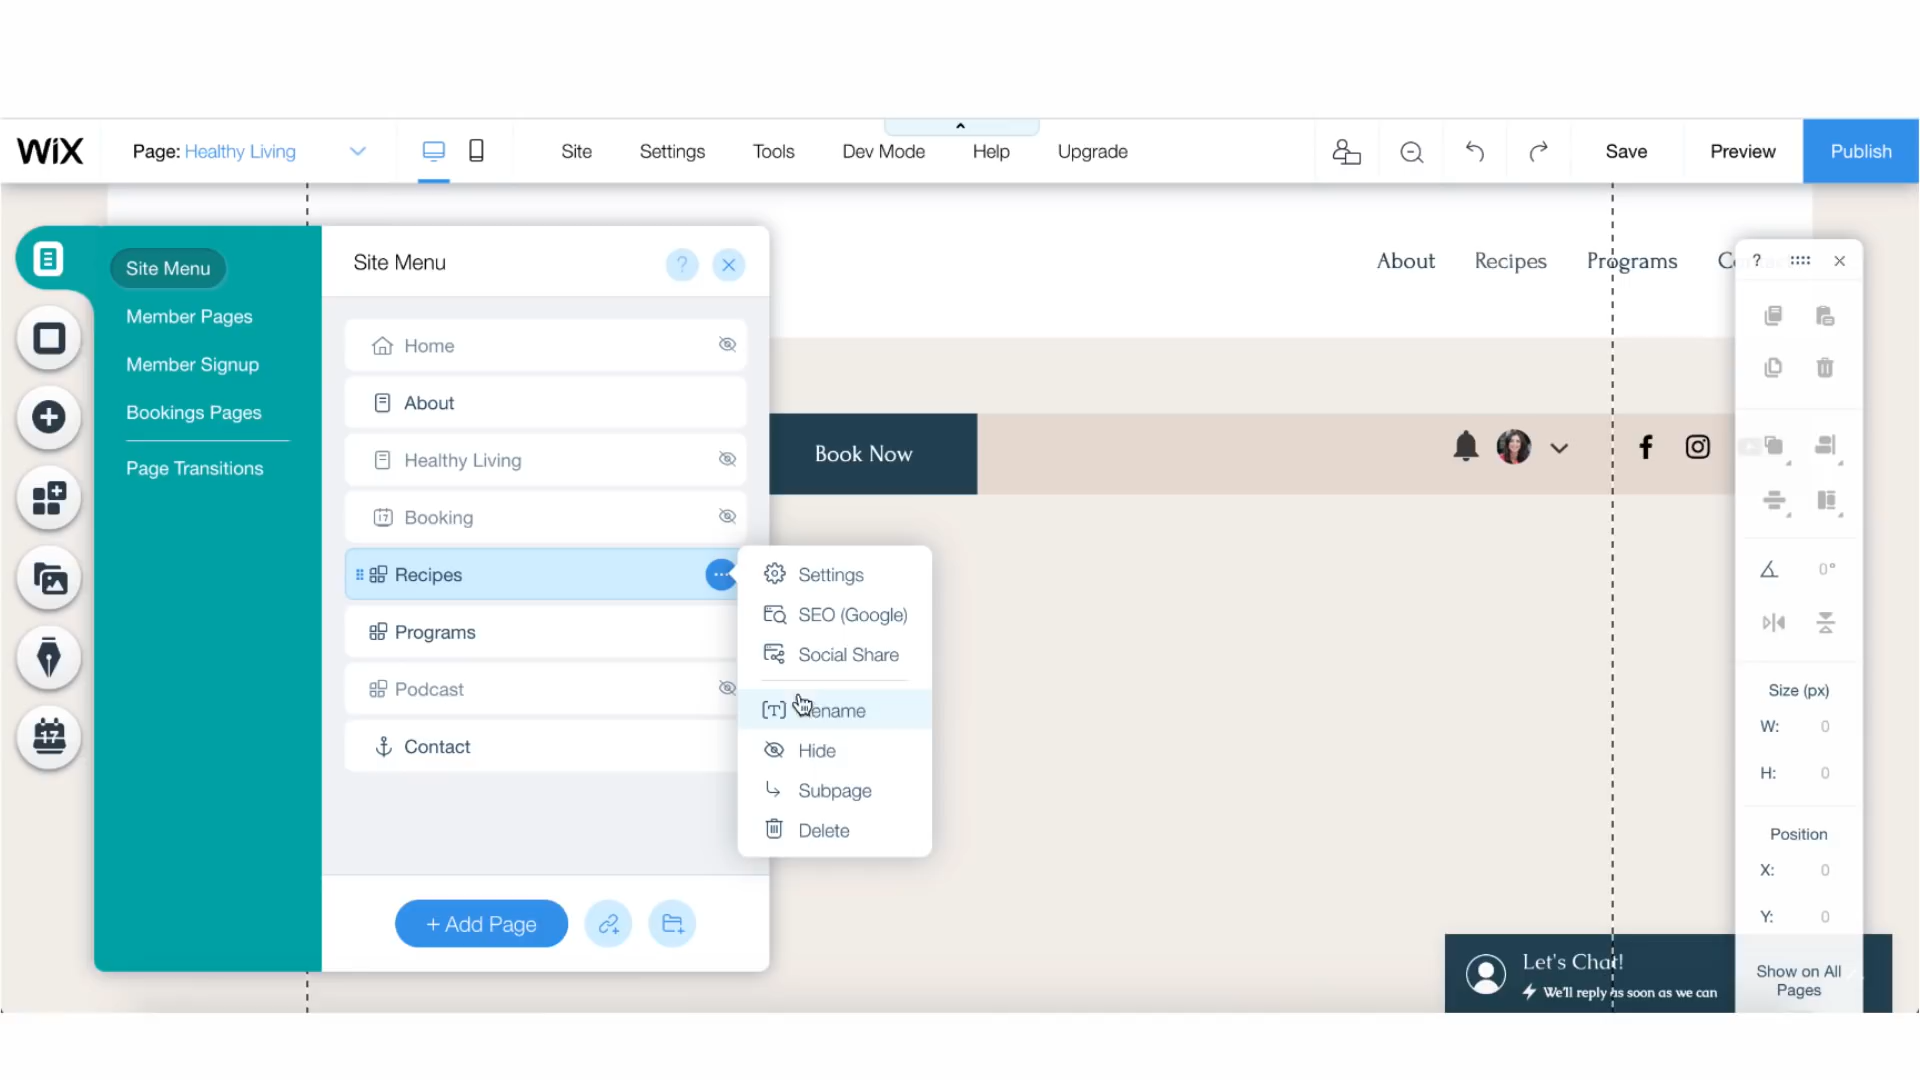 WiX
Page: Healthy Living
Site
Settings
Tools
Dev Mode
Help
Upgrade
Save
Preview
Publish
Site Menu
Member Pages
Member Signup
Bookings Pages
Page Transitions
Site Menu
?
Home
About
Healthy Living
17 Booking
Recipes
Programs
Podcast
Contact
+ Add Page
Settings
SEO (Google)
Social Share
[T] ename
Hide
Subpage
Delete
17
About
Recipes
Programs
Book Now
?
0°
Size (px)
W: 0
H: 0
Position
X: 0
Y: 0
Show on All
Pages
Let's Chat!
We'll reply as soon as we can